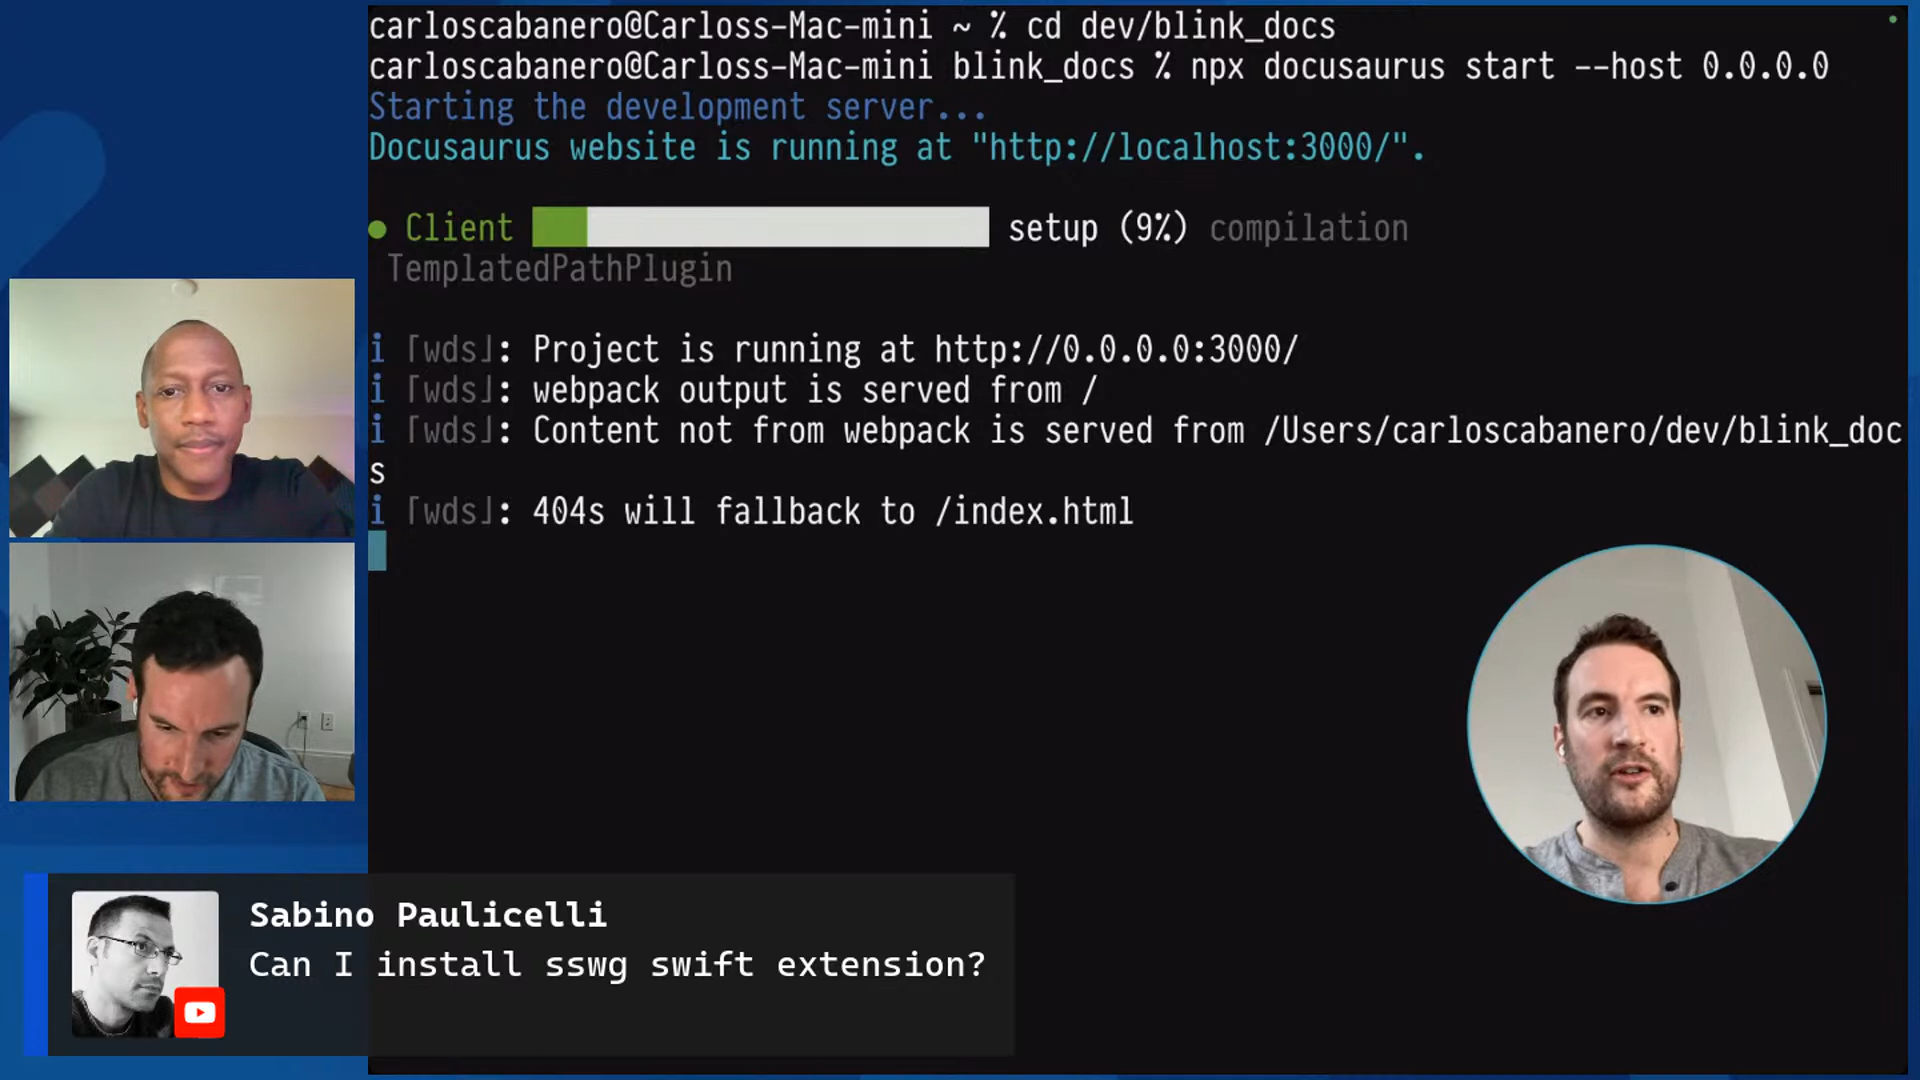 carloscabanero@Carloss-Mac-mini ~ % cd dev/blink_docs
carloscabanero@Carloss-Mac-mini blink_docs % npx docusaurus start --host 0.0.0.0
Starting the development server...
Docusaurus website is running at "http://localhost:3000/".
● Client setup (9%) compilation
TemplatedPathPlugin
i ｢wds｣: Project is running at http://0.0.0.0:3000/
i ｢wds｣: webpack output is served from /
i ｢wds｣: Content not from webpack is served from /Users/carloscabanero/dev/blink_doc
s
i ｢wds｣: 404s will fallback to /index.html
Sabino Paulicelli
Can I install sswg swift extension?